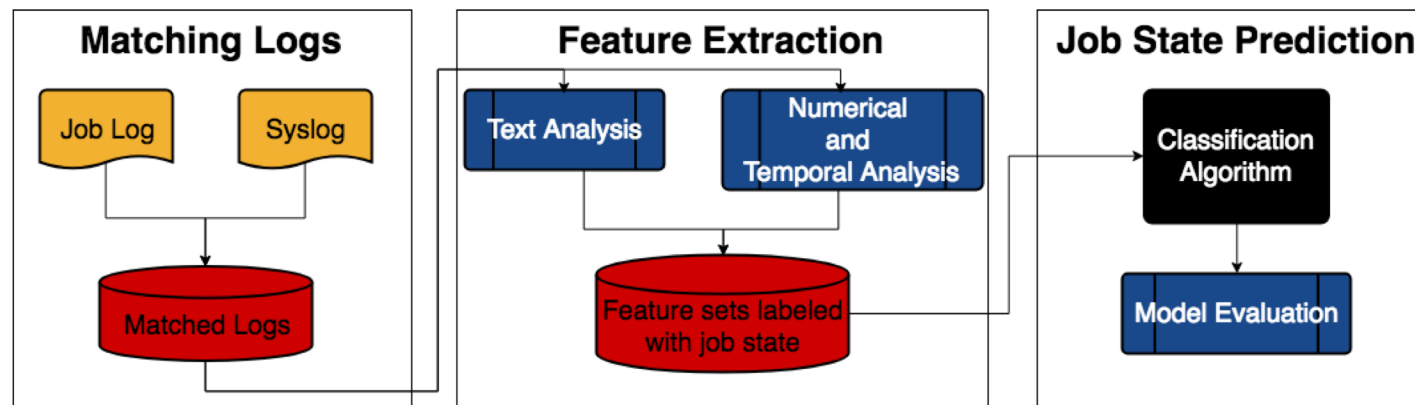 Matching Logs
Job Log
Syslog
Matched Logs
Feature Extraction
Text Analysis
Numerical
and
Temporal Analysis
Feature sets labeled
with job state
Job State Prediction
Classification
Algorithm
Model Evaluation